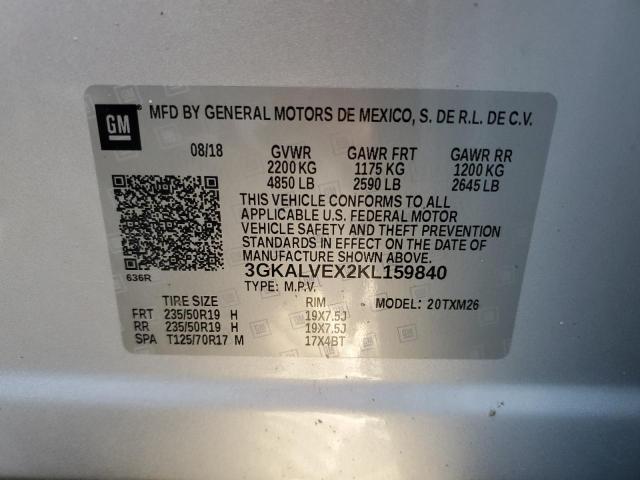 GM MFD BY GENERAL MOTORS DE MEXICO, S. DE R.L. DE C.V.
08/18 GVWR GAWR FRT GAWR RR
2200 KG 1175 KG 1200 KG
4850 LB 2590 LB 2645 LB
THIS VEHICLE CONFORMS TO ALL
APPLICABLE U.S. FEDERAL MOTOR
VEHICLE SAFETY AND THEFT PREVENTION
STANDARDS IN EFFECT ON THE DATE OF
MANUFACTURE SHOWN ABOVE.
636R 3GKALVEX2KL159840
TYPE: M.P.V.
TIRE SIZE RIM MODEL: 20TXM26
FRT 235/50R19 H 19X7.5J
RR 235/50R19 H 19X7.5J
SPA T125/70R17 M 17X4BT